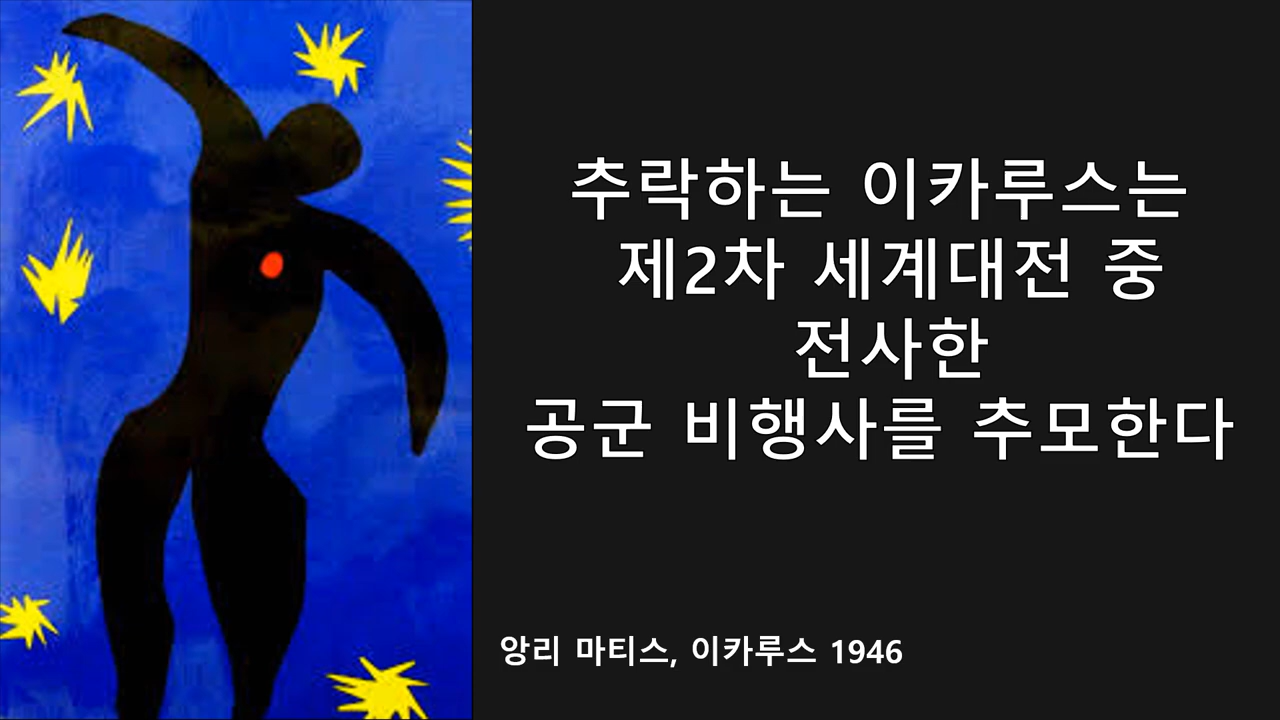 추락하는 이카루스는
제2차 세계대전 중
전사한
공군 비행사를 추모한다
앙리 마티스, 이카루스 1946